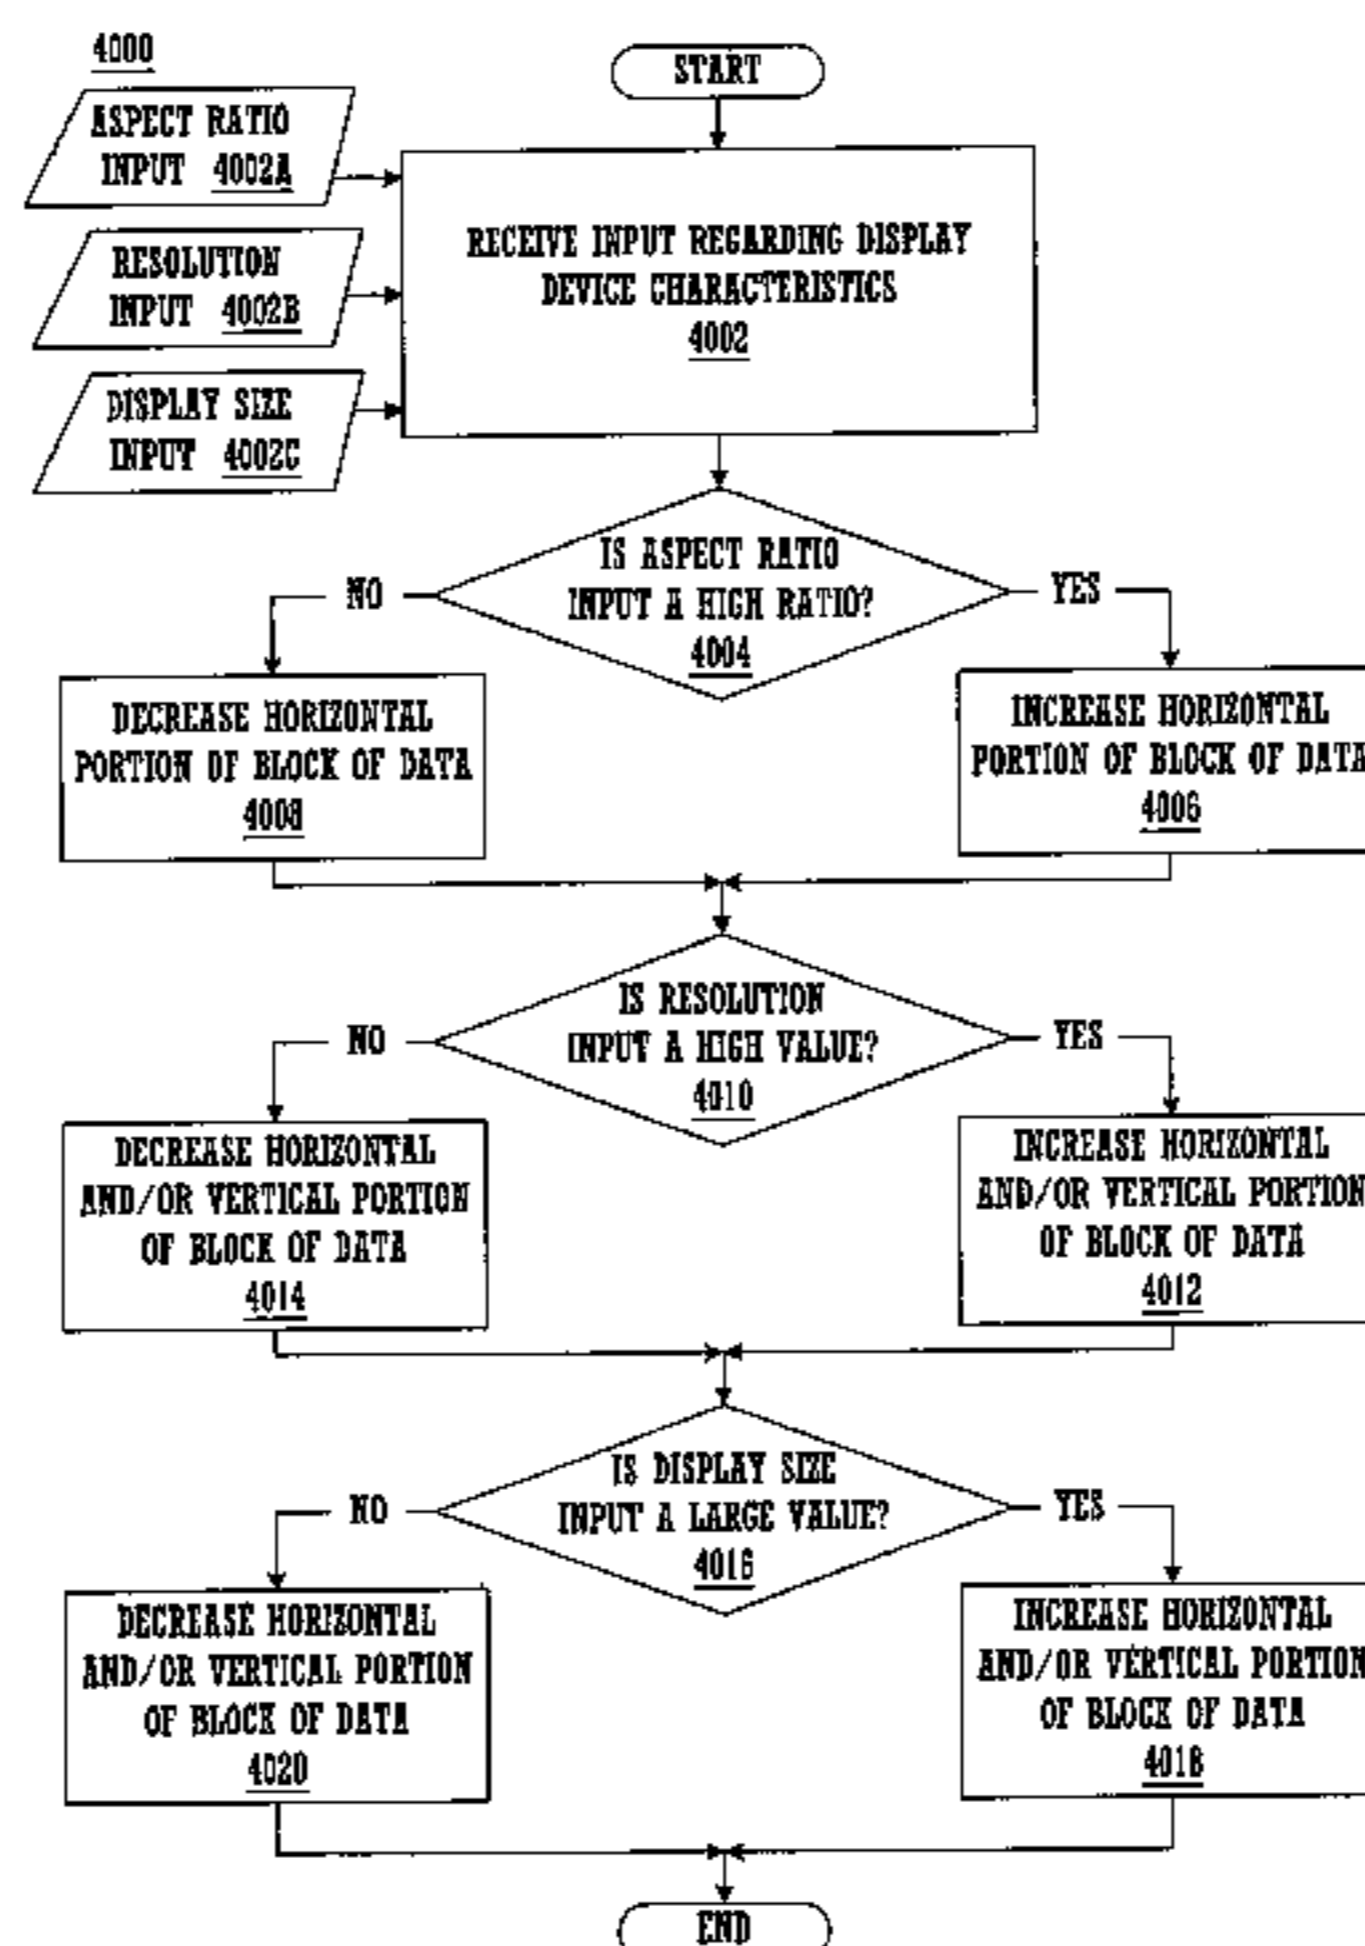 4000
START
ASPECT RATIO
INPUT 4002A
RESOLUTION
INPUT 4002B
DISPLAY SIZE
INPUT 4002C
RECEIVE INPUT REGARDING DISPLAY
DEVICE CHARACTERISTICS
4002
IS ASPECT RATIO
INPUT A HIGH RATIO?
4004
NO
YES
DECREASE HORIZONTAL
PORTION OF BLOCK OF DATA
4008
INCREASE HORIZONTAL
PORTION OF BLOCK OF DATA
4006
IS RESOLUTION
INPUT A HIGH VALUE?
4010
NO
YES
DECREASE HORIZONTAL
AND/OR VERTICAL PORTION
OF BLOCK OF DATA
4014
INCREASE HORIZONTAL
AND/OR VERTICAL PORTION
OF BLOCK OF DATA
4012
IS DISPLAY SIZE
INPUT A LARGE VALUE?
4016
NO
YES
DECREASE HORIZONTAL
AND/OR VERTICAL PORTION
OF BLOCK OF DATA
4020
INCREASE HORIZONTAL
AND/OR VERTICAL PORTION
OF BLOCK OF DATA
4018
END